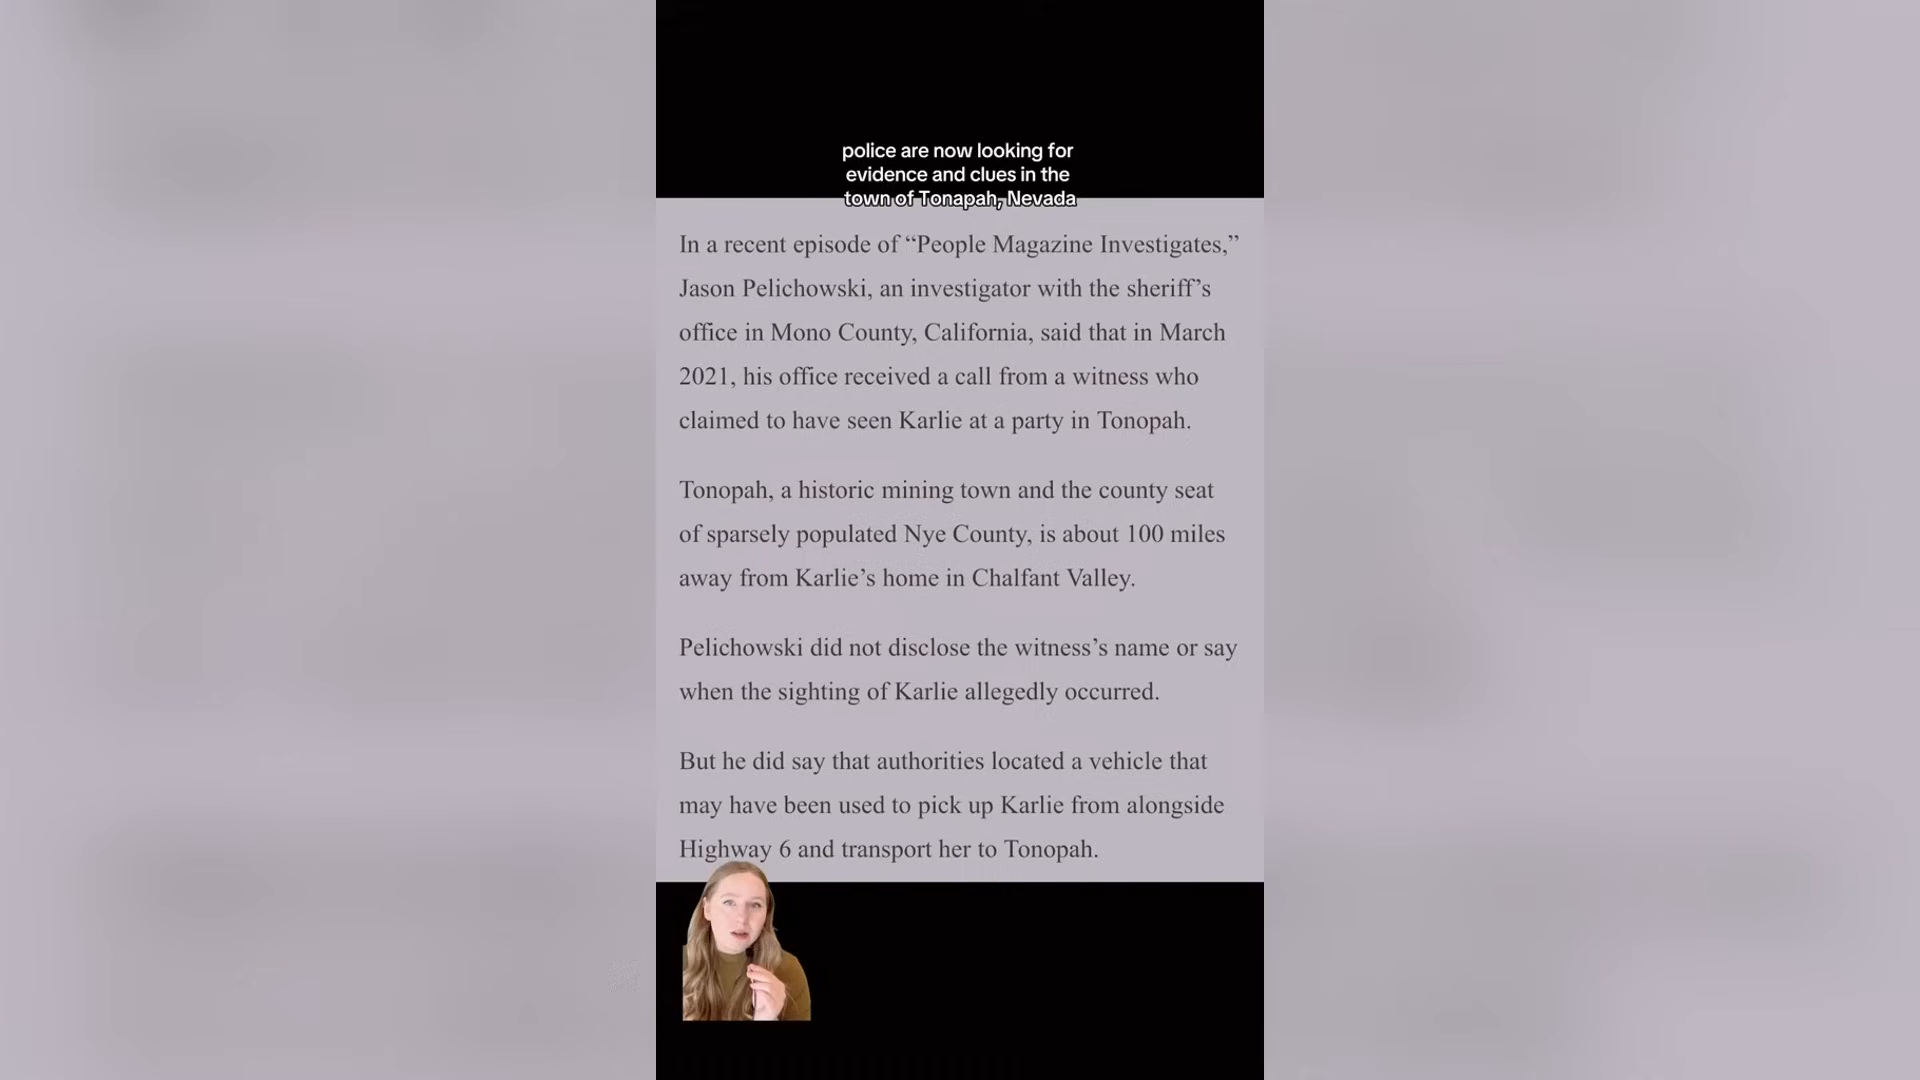 police are now looking for
evidence and clues in the
town of Tonapah, Nevada
In a recent episode of “People Magazine Investigates,”
Jason Pelichowski, an investigator with the sheriff’s
office in Mono County, California, said that in March
2021, his office received a call from a witness who
claimed to have seen Karlie at a party in Tonopah.
Tonopah, a historic mining town and the county seat
of sparsely populated Nye County, is about 100 miles
away from Karlie’s home in Chalfant Valley.
Pelichowski did not disclose the witness’s name or say
when the sighting of Karlie allegedly occurred.
But he did say that authorities located a vehicle that
may have been used to pick up Karlie from alongside
Highway 6 and transport her to Tonopah.